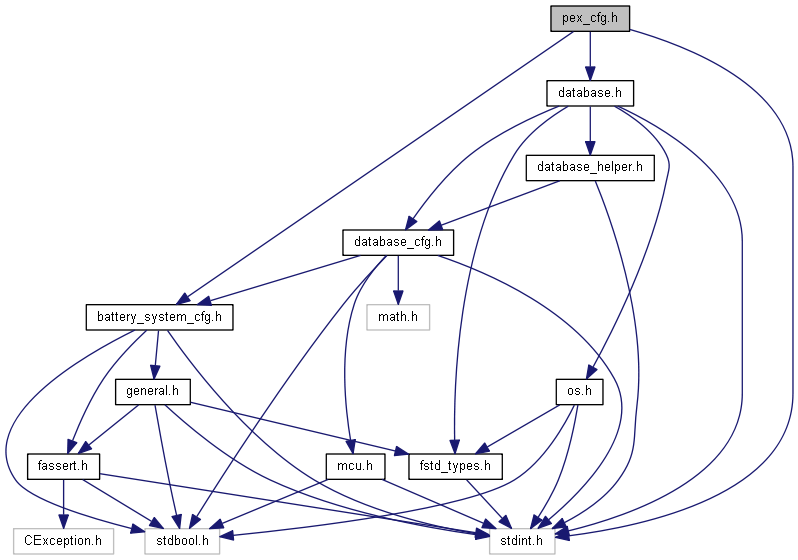 pex_cfg.h
database.h
database_helper.h
database_cfg.h
battery_system_cfg.h
math.h
general.h
os.h
fassert.h
mcu.h
fstd_types.h
CException.h
stdbool.h
stdint.h